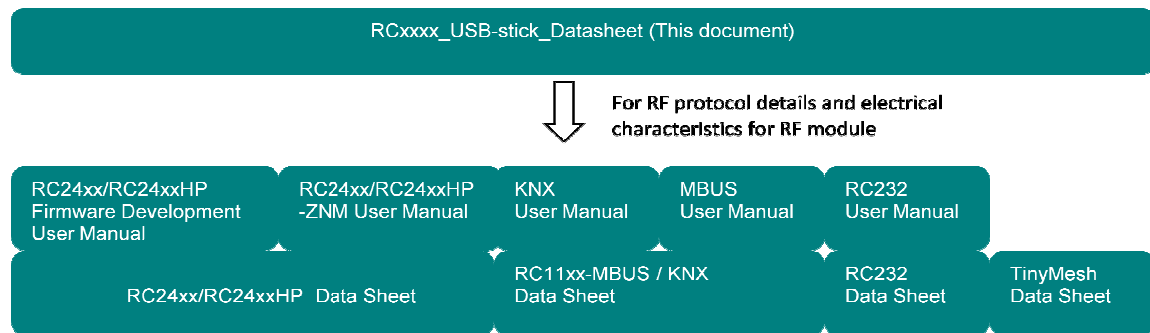 RCxxxx_USB-stick_Datasheet (This document)
For RF protocol details and electrical
characteristics for RF module
RC24xx/RC24xxHP
Firmware Development
User Manual
RC24xx/RC24xxHP
-ZNM User Manual
KNX
User Manual
MBUS
User Manual
RC232
User Manual
RC24xx/RC24xxHP Data Sheet
RC11xx-MBUS / KNX
Data Sheet
RC232
Data Sheet
TinyMesh
Data Sheet